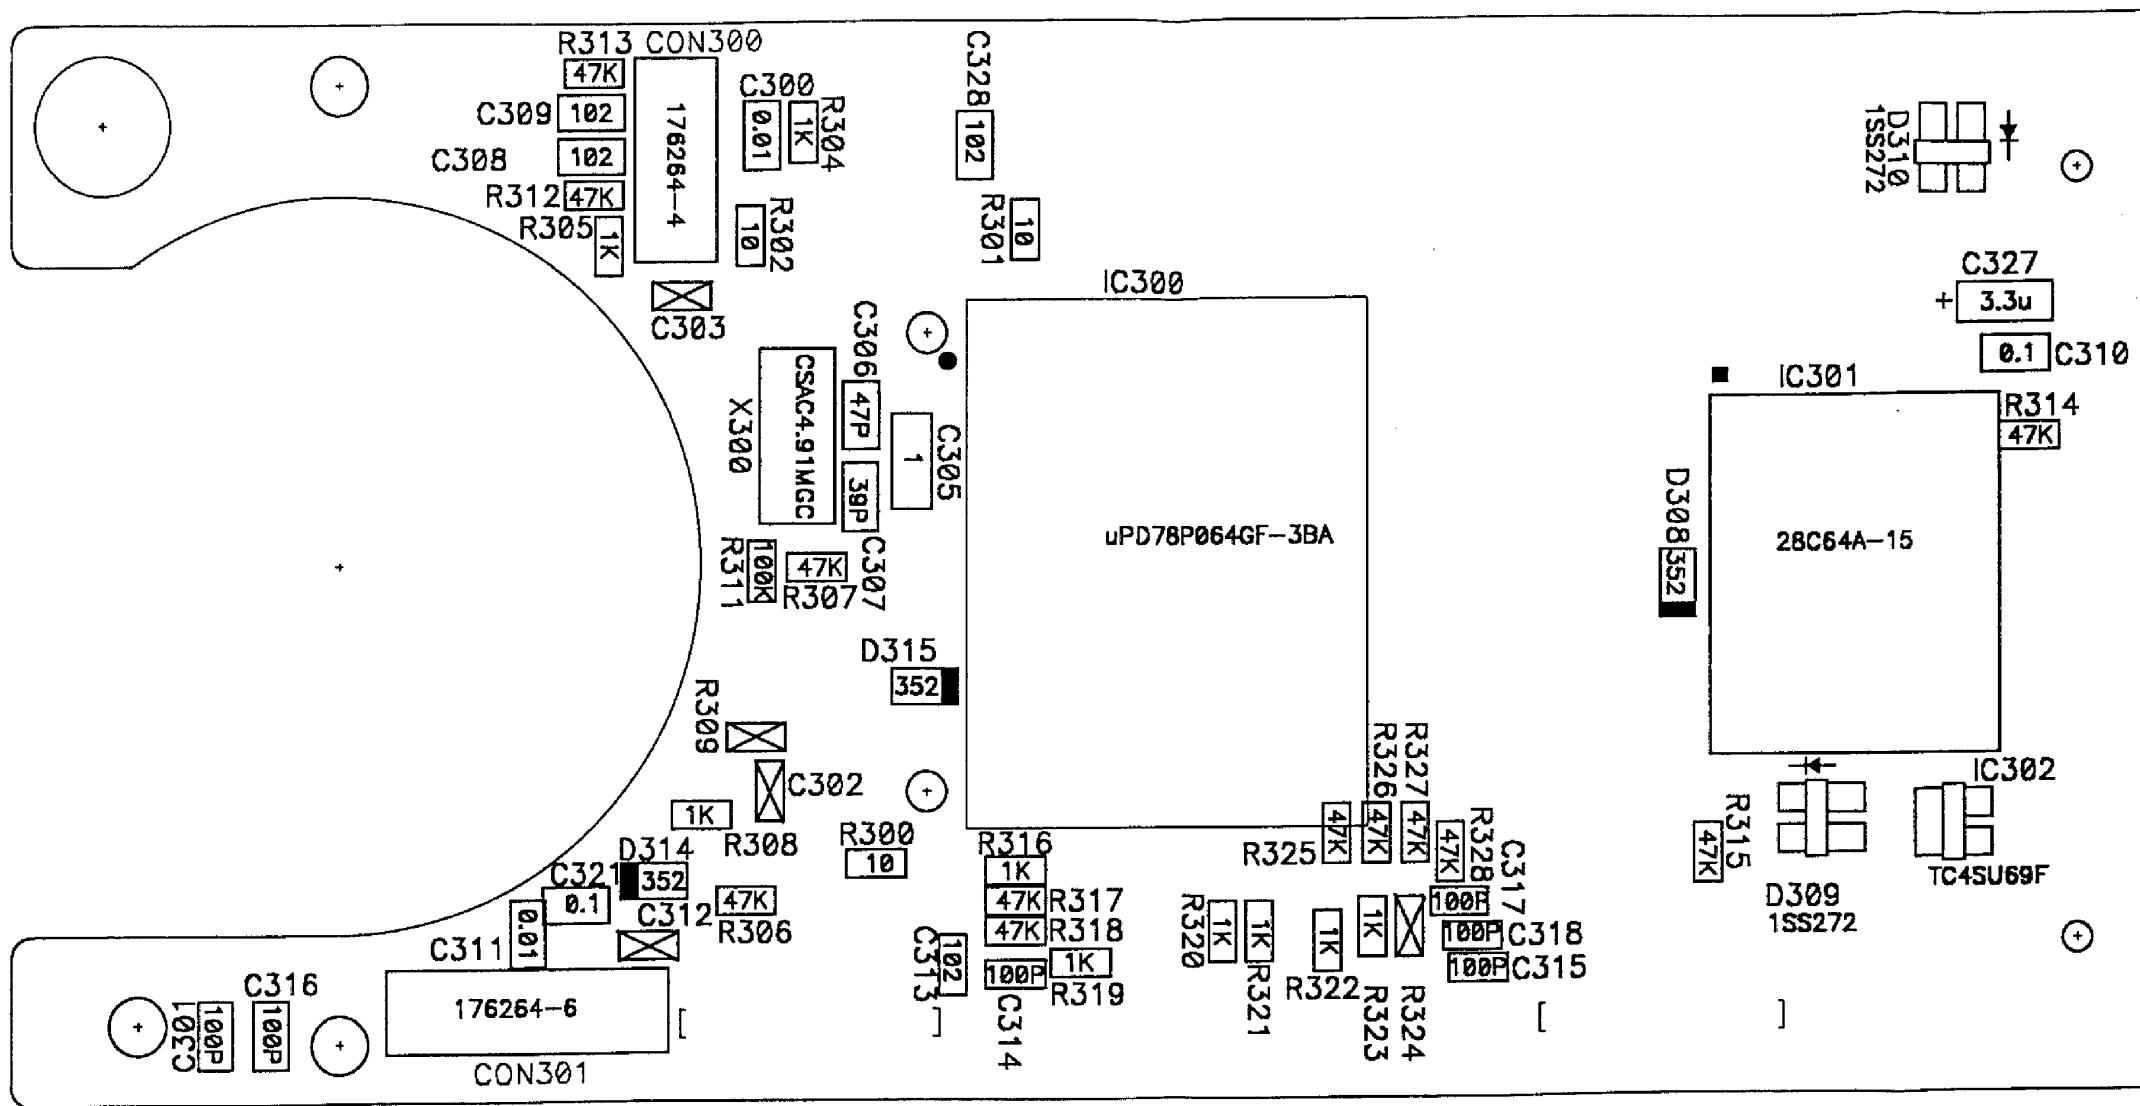 R313 CON300
47K
C309 102
C308 102
R312 47K
R305 1K
176264-4
C300
0.01
1K
R304
10
R302
C303
C328
102
R301
10
D310
1SS272
C327
+ 3.3u
0.1 C310
IC300
uPD78P064GF-3BA
IC301
28C64A-15
R314
47K
D308
352
C306
47P
CSAC4.91MGC
X300
39P
C307
1
C305
R311
100K
47K
R307
D315
352
R309
C302
1K
R308
R300
10
D314
352
C321
0.1
C312
47K
R306
C311
0.01
C316
C301
100P
100P
176264-6
CON301
[ ]
R316
1K
47K R317
47K R318
1K
R319
C313
102
100P
C314
R320
1K
1K
R321
1K
R322
1K
R323
R324
R325
47K
R326
47K
R327
47K
R328
47K
C317
100P
100P C318
100P C315
[ ]
R315
47K
D309
1SS272
IC302
TC4SU69F